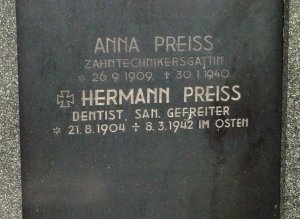 ANNA PREISS
ZAHNTECHNIKERSGATTIN
* 26.9.1909. † 30.1.1940.
HERMANN PREISS
DENTIST, SAN. GEFREITER
* 21.8.1904 † 8.3.1942 IM OSTEN